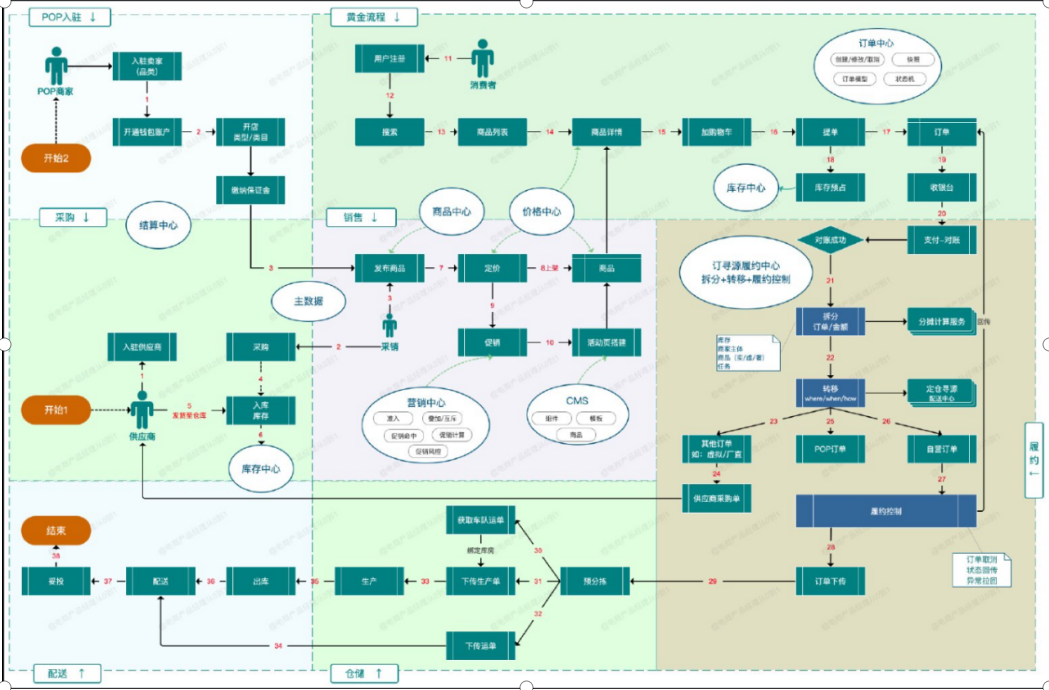 POP入驻 ↓
黄金流程 ↓
POP商家
入驻卖家
(品类)
1
开通钱包账户
2
开店
类型/类目
缴纳保证金
开始2
3
用户注册
11
消费者
12
搜索
13
商品列表
14
商品详情
15
加购物车
16
提单
17
订单
18
库存预占
库存中心
19
收银台
20
支付-对账
订单中心
创建/修改/取消
快照
订单模型
状态机
采购 ↓
结算中心
主数据
入驻供应商
1
开始1
供应商
5
发货至仓库
采购
4
入库
库存
6
库存中心
2
销售 ↓
商品中心
价格中心
发布商品
7
定价
8上架
商品
3
采销
9
促销
10
活动页搭建
营销中心
准入
叠加/互斥
促销命中
促销计算
促销风控
CMS
组件
模板
商品
订寻源履约中心
拆分+转移+履约控制
对账成功
21
拆分
订单/金额
分摊计算服务
库存
商家主体
商品（实/虚/著）
任务
22
转移
where/when/how
定仓寻源
配送中心
23
25
26
其他订单
如：虚拟/厂直
POP订单
自营订单
24
供应商采购单
27
履约控制
回传
28
订单下传
订单取消
状态回传
异常拉回
履约 ←
29
预分拣
30
31
32
获取车队运单
绑定库房
下传生产单
下传运单
33
生产
35
出库
34
36
配送
37
妥投
38
结束
配送 ↑
仓储 ↑